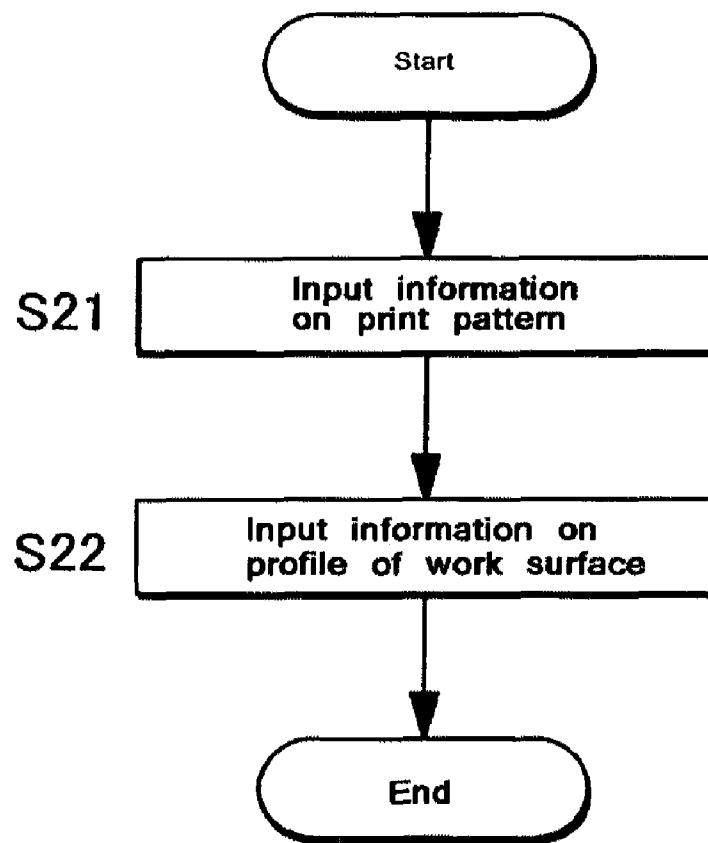 Start
S21
Input information
on print pattern
S22
Input information on
profile of work surface
End